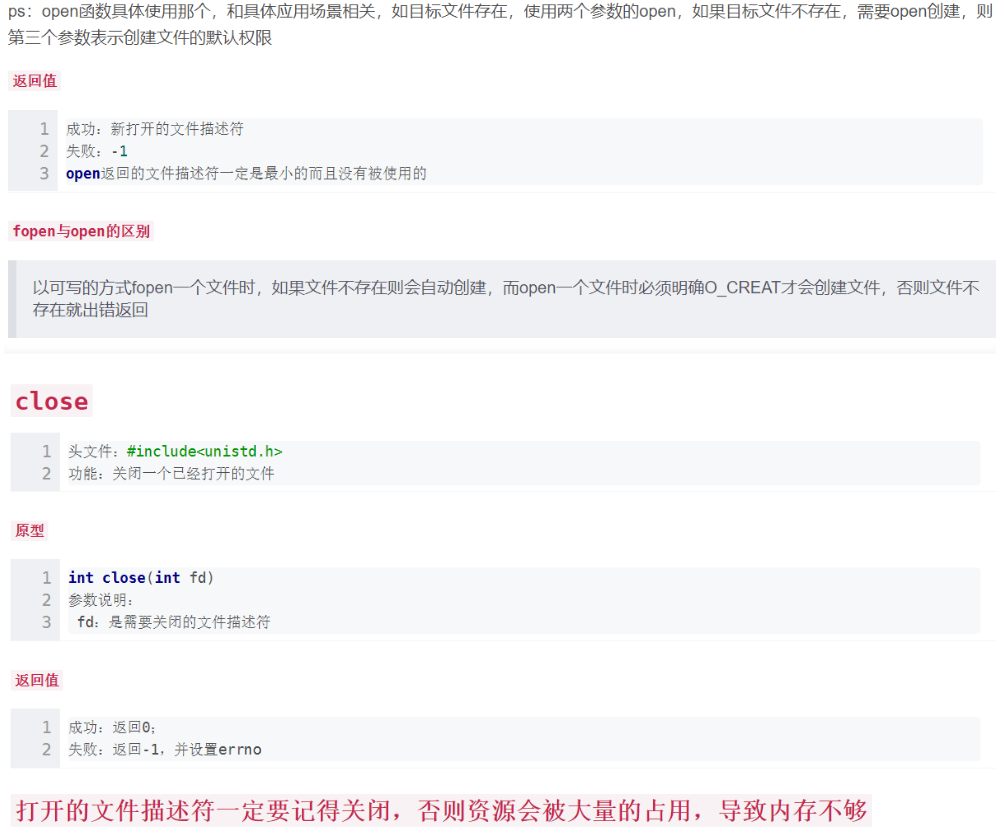 ps：open函数具体使用那个，和具体应用场景相关，如目标文件存在，使用两个参数的open，如果目标文件不存在，需要open创建，则
第三个参数表示创建文件的默认权限
返回值
1 成功：新打开的文件描述符
2 失败：-1
3 open返回的文件描述符一定是最小的而且没有被使用的
fopen与open的区别
以可写的方式fopen一个文件时，如果文件不存在则会自动创建，而open一个文件时必须明确O_CREAT才会创建文件，否则文件不
存在就出错返回
close
1 头文件：#include<unistd.h>
2 功能：关闭一个已经打开的文件
原型
1 int close(int fd)
2 参数说明：
3 fd：是需要关闭的文件描述符
返回值
1 成功：返回0；
2 失败：返回-1，并设置errno
打开的文件描述符一定要记得关闭，否则资源会被大量的占用，导致内存不够